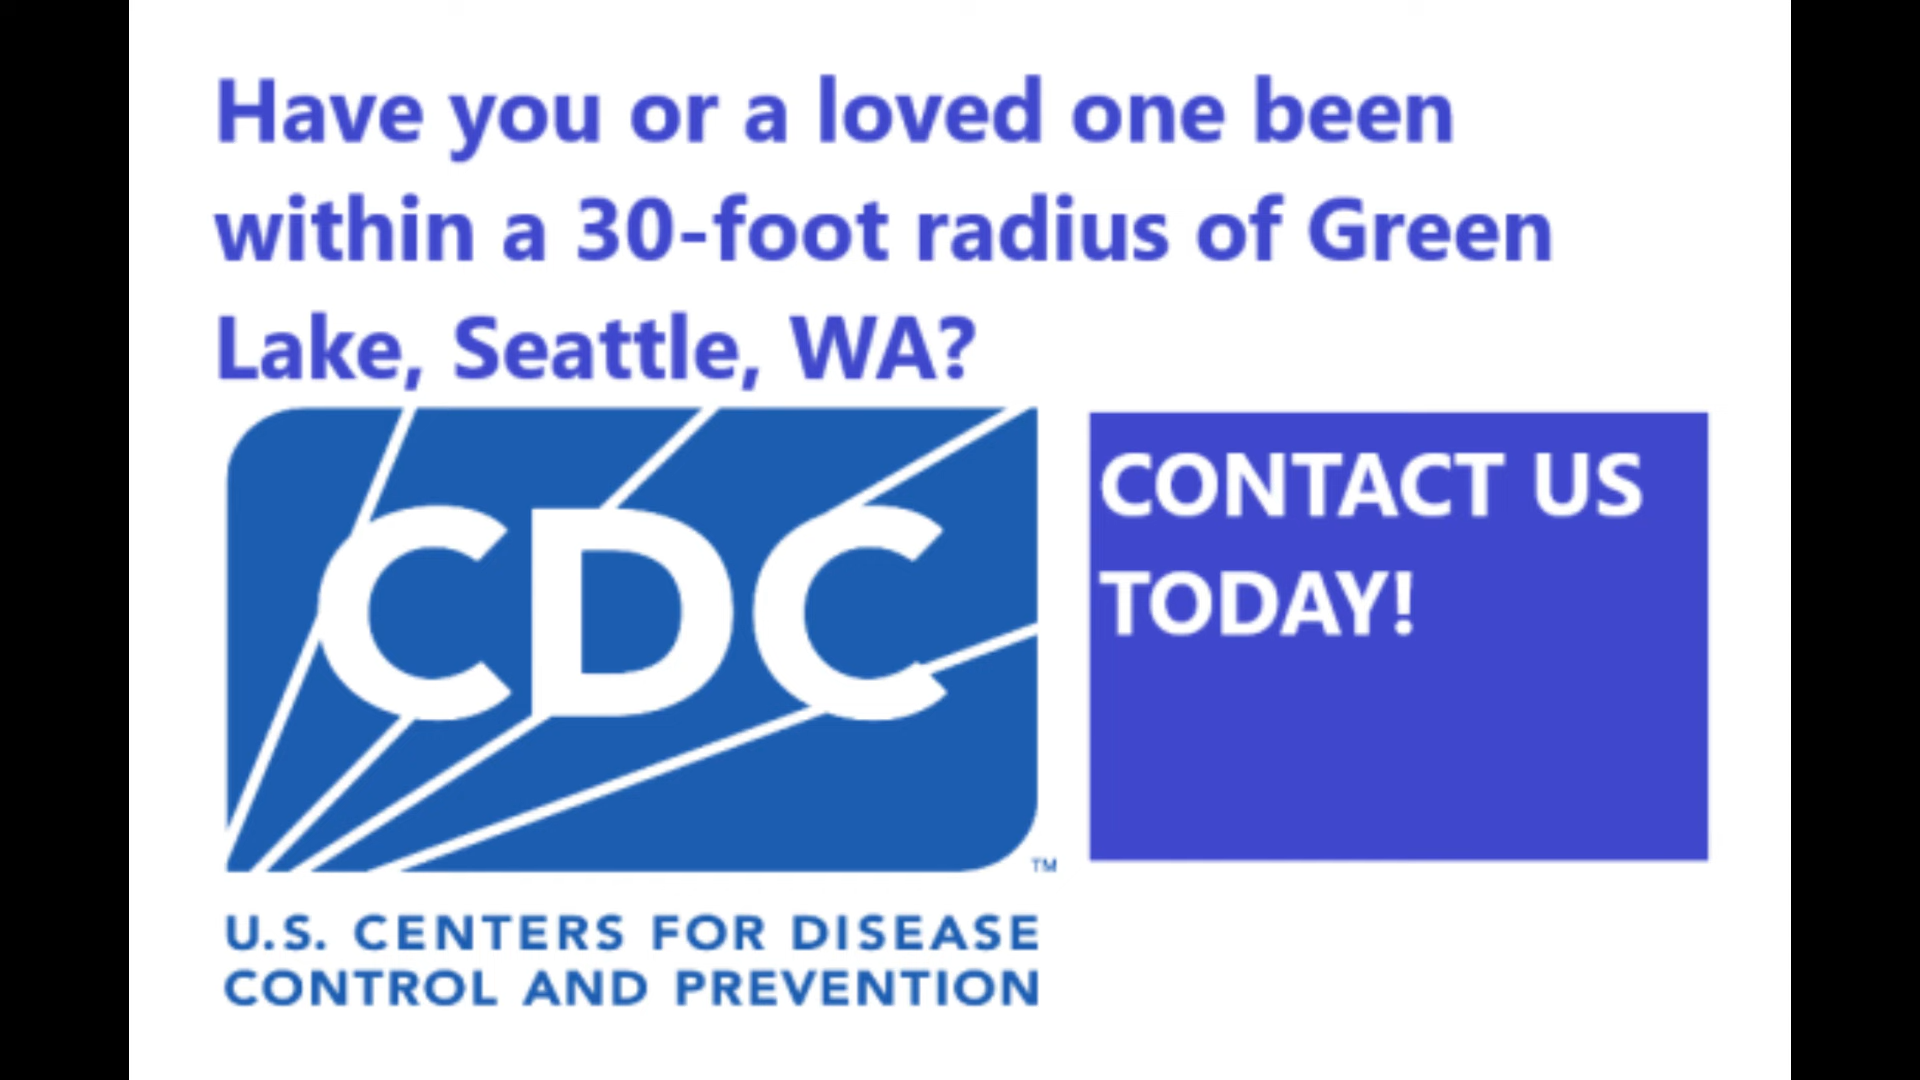 Have you or a loved one been
within a 30-foot radius of Green
Lake, Seattle, WA?
CDC
TM
U.S. CENTERS FOR DISEASE
CONTROL AND PREVENTION
CONTACT US
TODAY!